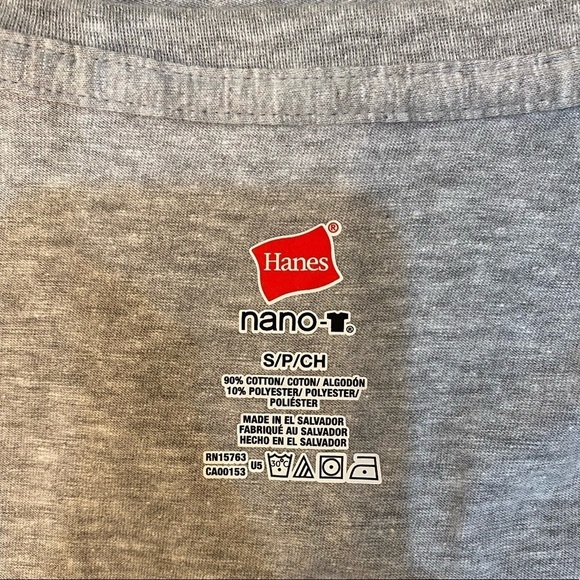 Hanes®
nano-T®
S/P/CH
90% COTTON/ COTON/ ALGODÓN
10% POLYESTER/ POLYESTER/
POLIÉSTER
MADE IN EL SALVADOR
FABRIQUÉ AU SALVADOR
HECHO EN EL SALVADOR
RN15763
CA00153
U5
30°C